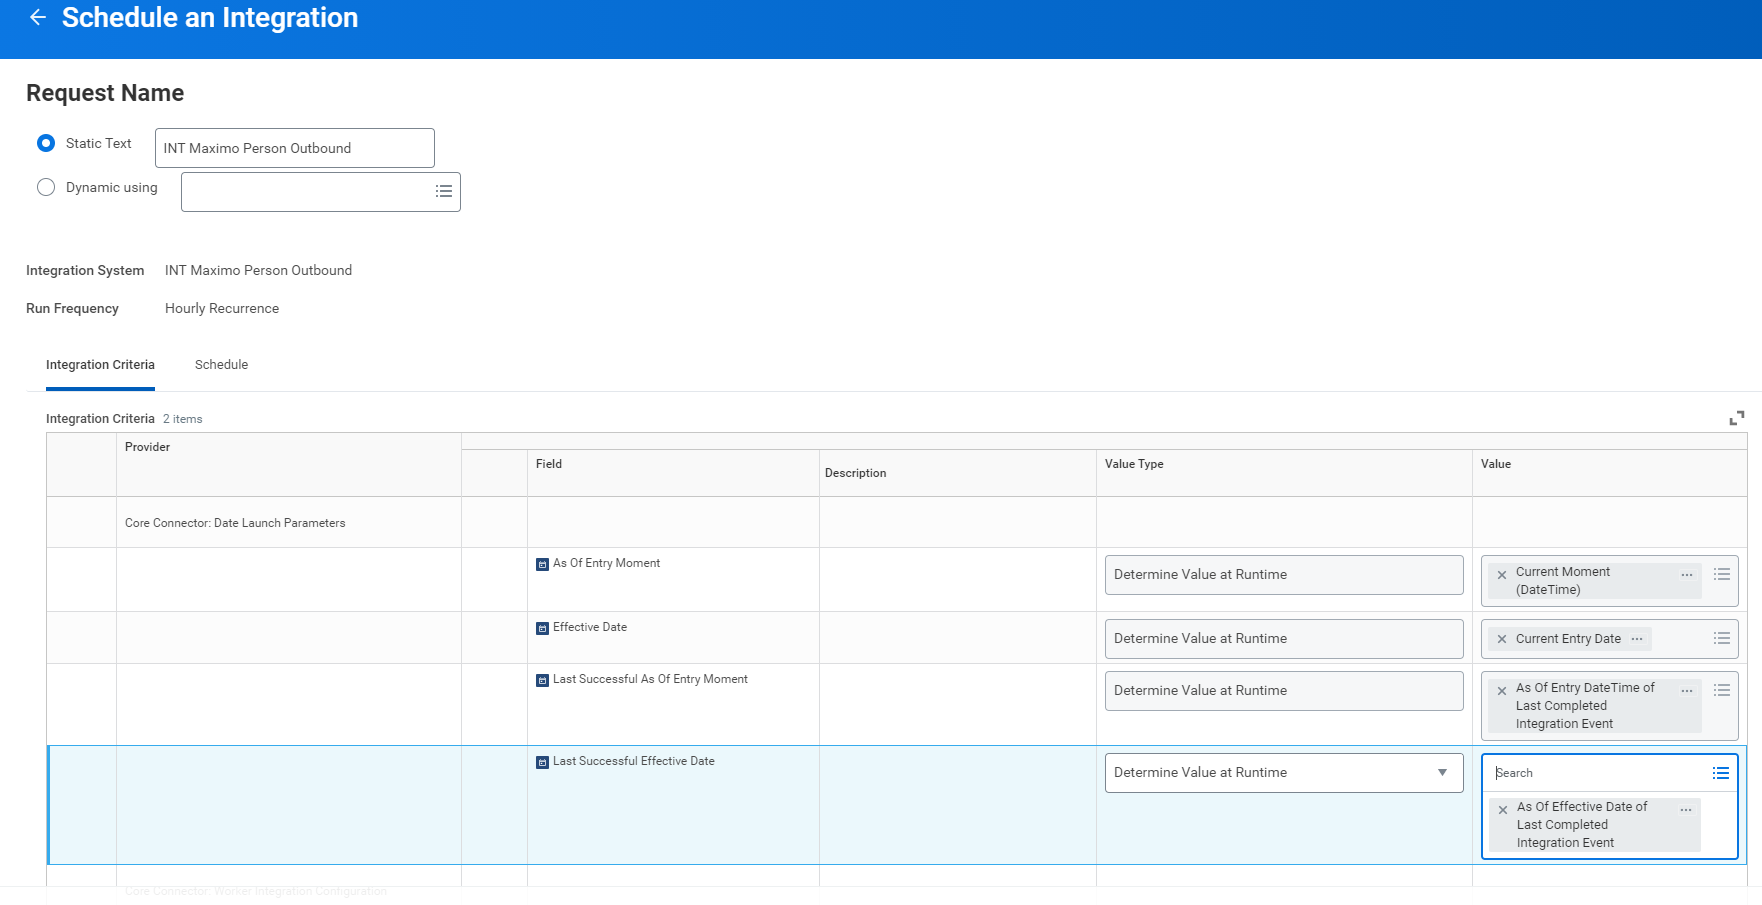 Schedule an Integration
Request Name
Static Text
INT Maximo Person Outbound
Dynamic using
Integration System
INT Maximo Person Outbound
Run Frequency
Hourly Recurrence
Integration Criteria
Schedule
Integration Criteria 2 items
Provider
Field
Description
Value Type
Value
Core Connector: Date Launch Parameters
As Of Entry Moment
Determine Value at Runtime
Current Moment
(DateTime)
Effective Date
Determine Value at Runtime
Current Entry Date
Last Successful As Of Entry Moment
Determine Value at Runtime
As Of Entry DateTime of
Last Completed
Integration Event
Last Successful Effective Date
Determine Value at Runtime
Search
As Of Effective Date of
Last Completed
Integration Event
Core Connector: Worker Integration Configuration